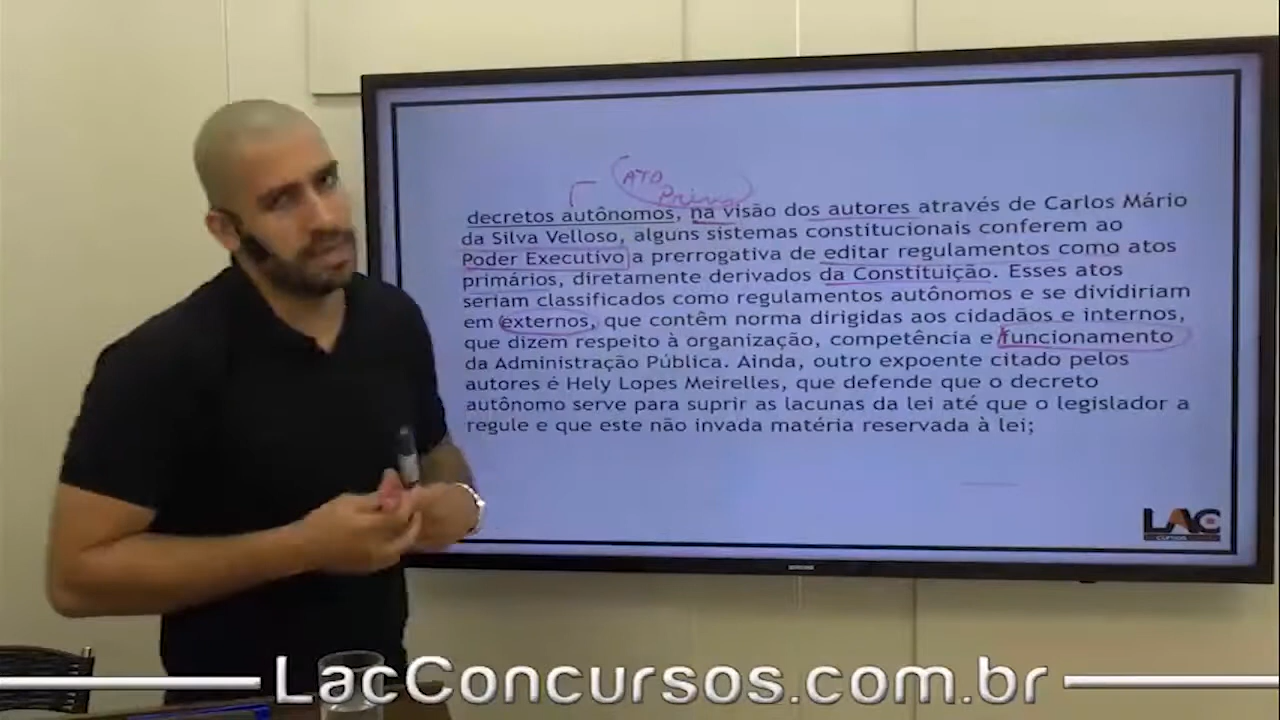 ATO
Prim
decretos autônomos, na visão dos autores através de Carlos Mário
da Silva Velloso, alguns sistemas constitucionais conferem ao
Poder Executivo a prerrogativa de editar regulamentos como atos
primários, diretamente derivados da Constituição. Esses atos
seriam classificados como regulamentos autônomos e se dividiriam
em externos, que contêm norma dirigidas aos cidadãos e internos,
que dizem respeito à organização, competência e funcionamento
da Administração Pública. Ainda, outro expoente citado pelos
autores é Hely Lopes Meirelles, que defende que o decreto
autônomo serve para suprir as lacunas da lei até que o legislador a
regule e que este não invada matéria reservada à lei;
LAC
SAMSUNG
LacConcursos.com.br